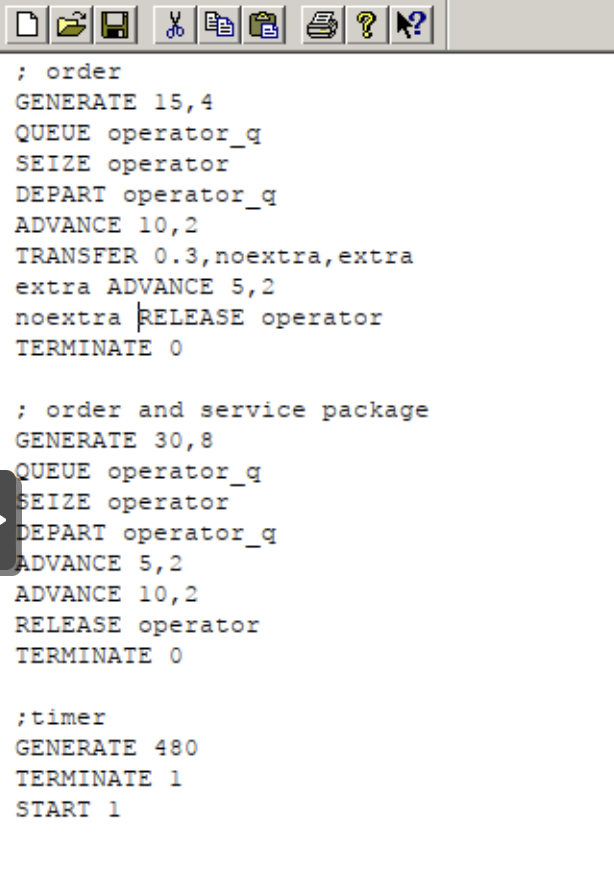 ; order
GENERATE 15,4
QUEUE operator_q
SEIZE operator
DEPART operator_q
ADVANCE 10,2
TRANSFER 0.3,noextra,extra
extra ADVANCE 5,2
noextra RELEASE operator
TERMINATE 0
; order and service package
GENERATE 30,8
QUEUE operator_q
SEIZE operator
DEPART operator_q
ADVANCE 5,2
ADVANCE 10,2
RELEASE operator
TERMINATE 0
;timer
GENERATE 480
TERMINATE 1
START 1